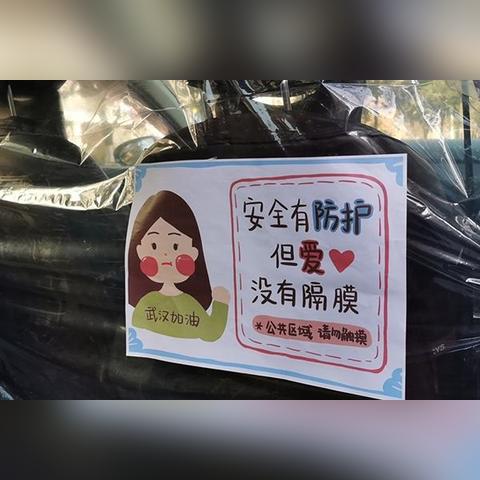 安全有防护
但爱
没有隔膜
*公共区域 请勿触摸
武汉加油